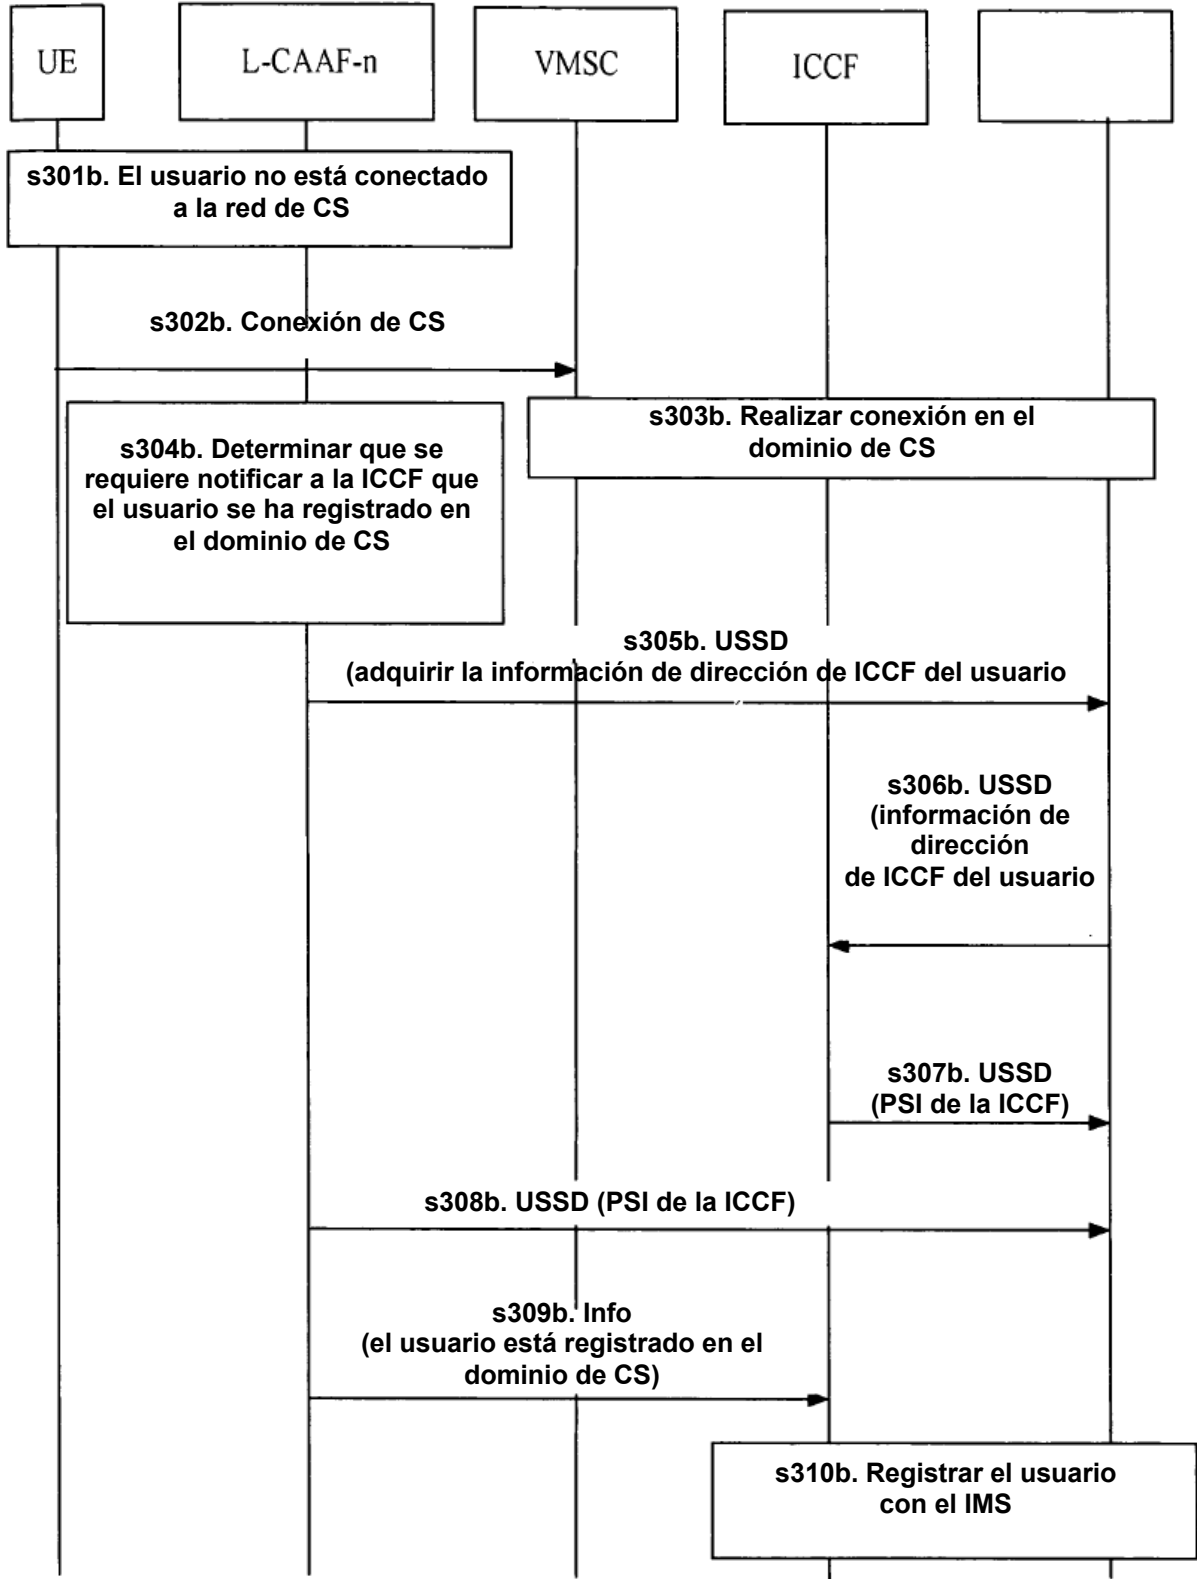 UE
L-CAAF-n
VMSC
ICCF
s301b. El usuario no está conectado
a la red de CS
s302b. Conexión de CS
s303b. Realizar conexión en el
dominio de CS
s304b. Determinar que se
requiere notificar a la ICCF que
el usuario se ha registrado en
el dominio de CS
s305b. USSD
(adquirir la información de dirección de ICCF del usuario
s306b. USSD
(información de
dirección
de ICCF del usuario
s307b. USSD
(PSI de la ICCF)
s308b. USSD (PSI de la ICCF)
s309b. Info
(el usuario está registrado en el
dominio de CS)
s310b. Registrar el usuario
con el IMS